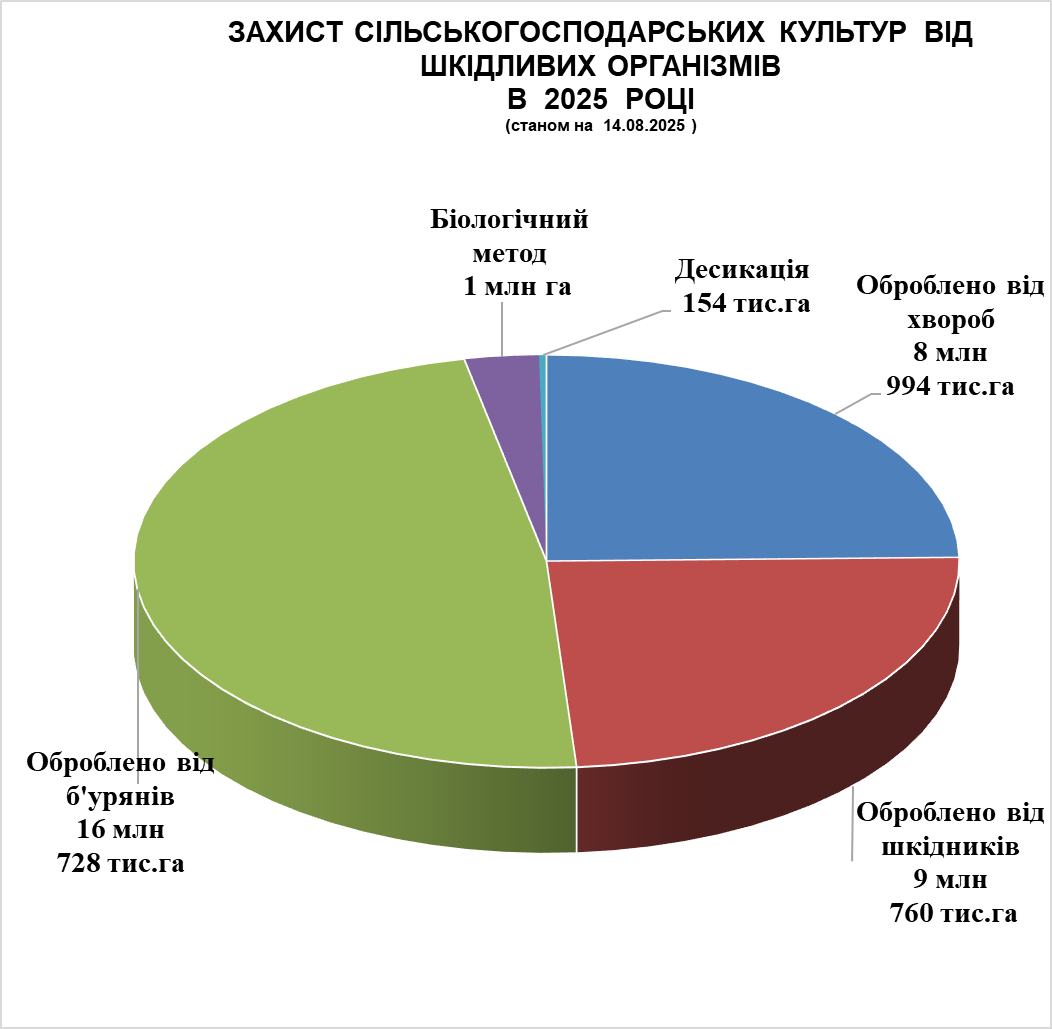 ЗАХИСТ СІЛЬСЬКОГОСПОДАРСЬКИХ КУЛЬТУР ВІД
ШКІДЛИВИХ ОРГАНІЗМІВ
В 2025 РОЦІ
(станом на 14.08.2025 )
Біологічний
метод
1 млн га
Десикація
154 тис.га
Оброблено від
хвороб
8 млн
994 тис.га
Оброблено від
б'урянів
16 млн
728 тис.га
Оброблено від
шкідників
9 млн
760 тис.га